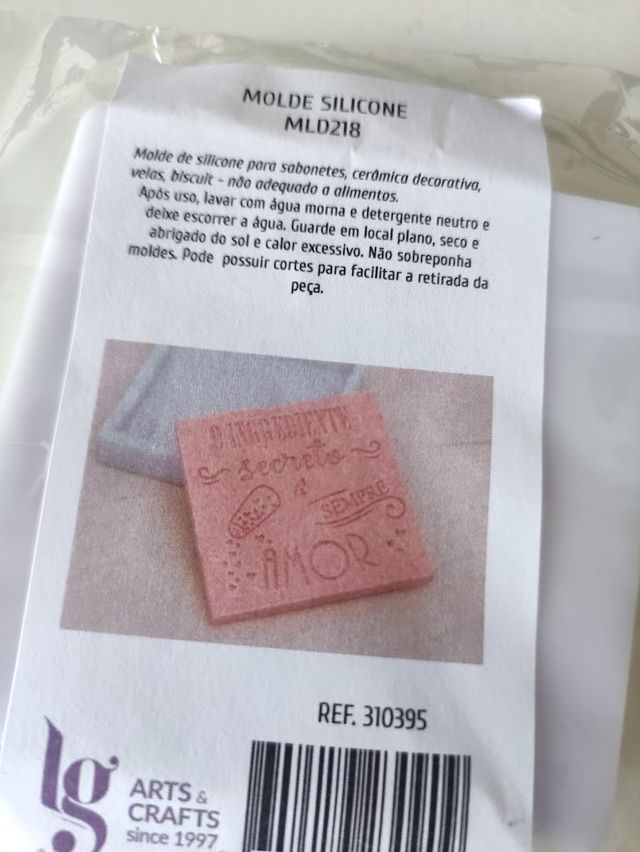 MOLDE SILICONE
MLD218
Molde de silicone para sabonetes, cerâmica decorativa,
velas, biscuit - não adequado a alimentos.
Após uso, lavar com água morna e detergente neutro e
deixe escorrer a água. Guarde em local plano, seco e
abrigado do sol e calor excessivo. Não sobreponha
moldes. Pode possuir cortes para facilitar a retirada da
peça.
O INGREDIENTE
secreto
é
SEMPRE
AMOR
REF. 310395
lg
ARTS &
CRAFTS
since 1997